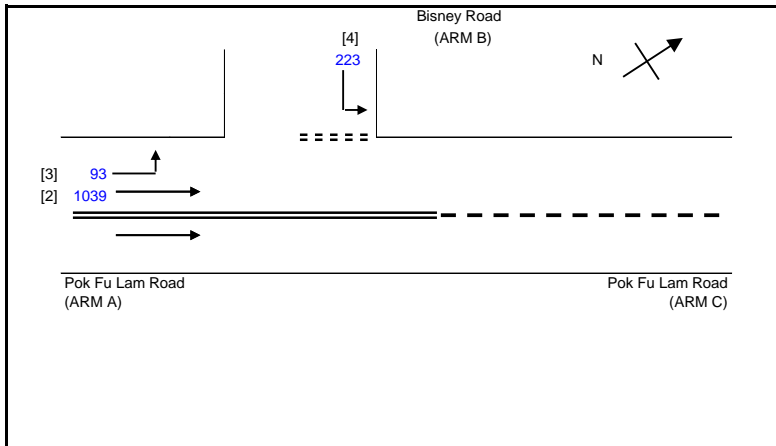 Bisney Road
(ARM B)
[4]
223
N
[3] 93
[2] 1039
Pok Fu Lam Road
(ARM A)
Pok Fu Lam Road
(ARM C)